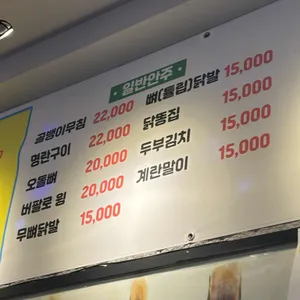 · 일반안주 ·
골뱅이무침 22,000
명란구이 22,000
오돌뼈 20,000
버팔로 윙 20,000
무뼈닭발 15,000
뼈(튤립)닭발 15,000
닭똥집 15,000
두부김치 15,000
계란말이 15,000